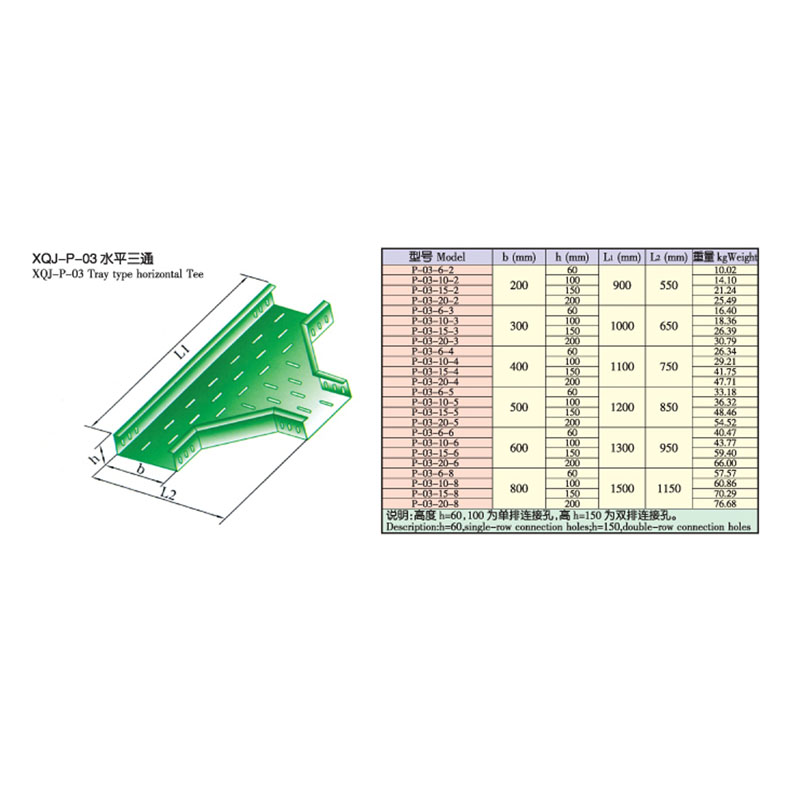 XQJ-P-03 水平三通
XQJ-P-03 Tray type horizontal Tee
L1
h
b
L2
型号 Model b (mm) h (mm) L1 (mm) L2 (mm) 重量 kgWeight
P-03-6-2 200 60 900 550 10.02
P-03-10-2 100 14.10
P-03-15-2 150 21.24
P-03-20-2 200 25.49
P-03-6-3 300 60 1000 650 16.40
P-03-10-3 100 18.36
P-03-15-3 150 26.39
P-03-20-3 200 30.79
P-03-6-4 400 60 1100 750 26.34
P-03-10-4 100 29.21
P-03-15-4 150 41.75
P-03-20-4 200 47.71
P-03-6-5 500 60 1200 850 33.18
P-03-10-5 100 36.32
P-03-15-5 150 48.46
P-03-20-5 200 54.52
P-03-6-6 600 60 1300 950 40.47
P-03-10-6 100 43.77
P-03-15-6 150 59.40
P-03-20-6 200 66.00
P-03-6-8 800 60 1500 1150 57.57
P-03-10-8 100 60.86
P-03-15-8 150 70.29
P-03-20-8 200 76.68
说明:高度 h=60,100 为单排连接孔,高 h=150 为双排连接孔。
Description:h=60,single-row connection holes;h=150,double-row connection holes